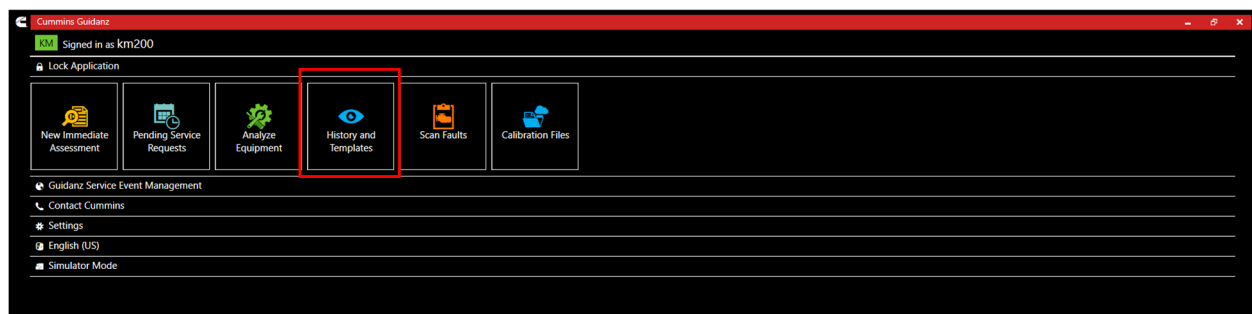 Cummins Guidanz
KM Signed in as km200
Lock Application
New Immediate
Assessment
Pending Service
Requests
Analyze
Equipment
History and
Templates
Scan Faults
Calibration Files
Guidanz Service Event Management
Contact Cummins
Settings
English (US)
Simulator Mode